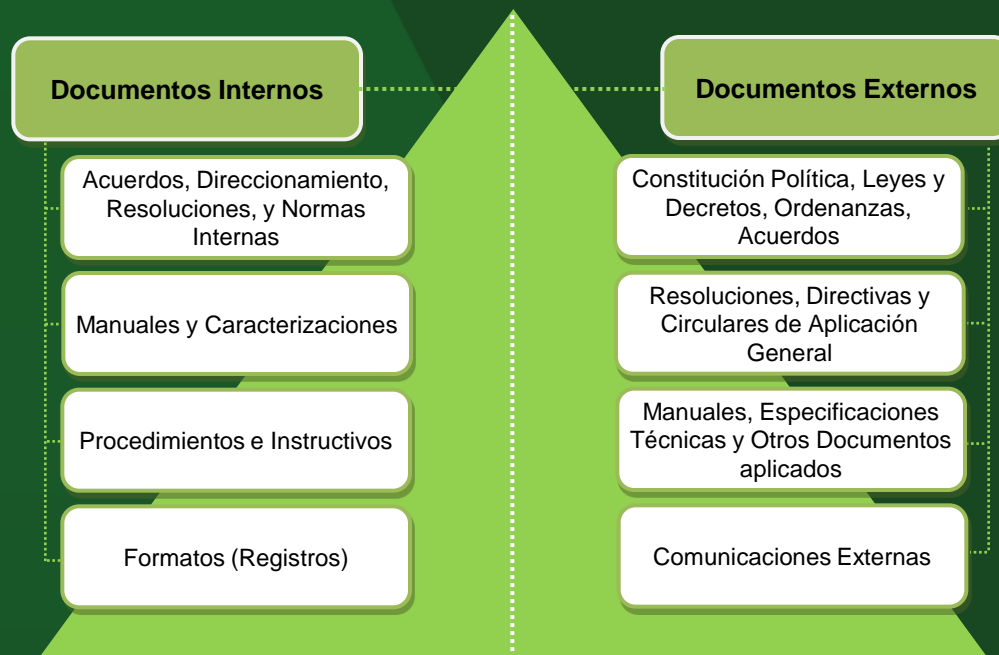 Documentos Internos
Acuerdos, Direccionamiento,
Resoluciones, y Normas
Internas
Manuales y Caracterizaciones
Procedimientos e Instructivos
Formatos (Registros)
Documentos Externos
Constitución Política, Leyes y
Decretos, Ordenanzas,
Acuerdos
Resoluciones, Directivas y
Circulares de Aplicación
General
Manuales, Especificaciones
Técnicas y Otros Documentos
aplicados
Comunicaciones Externas